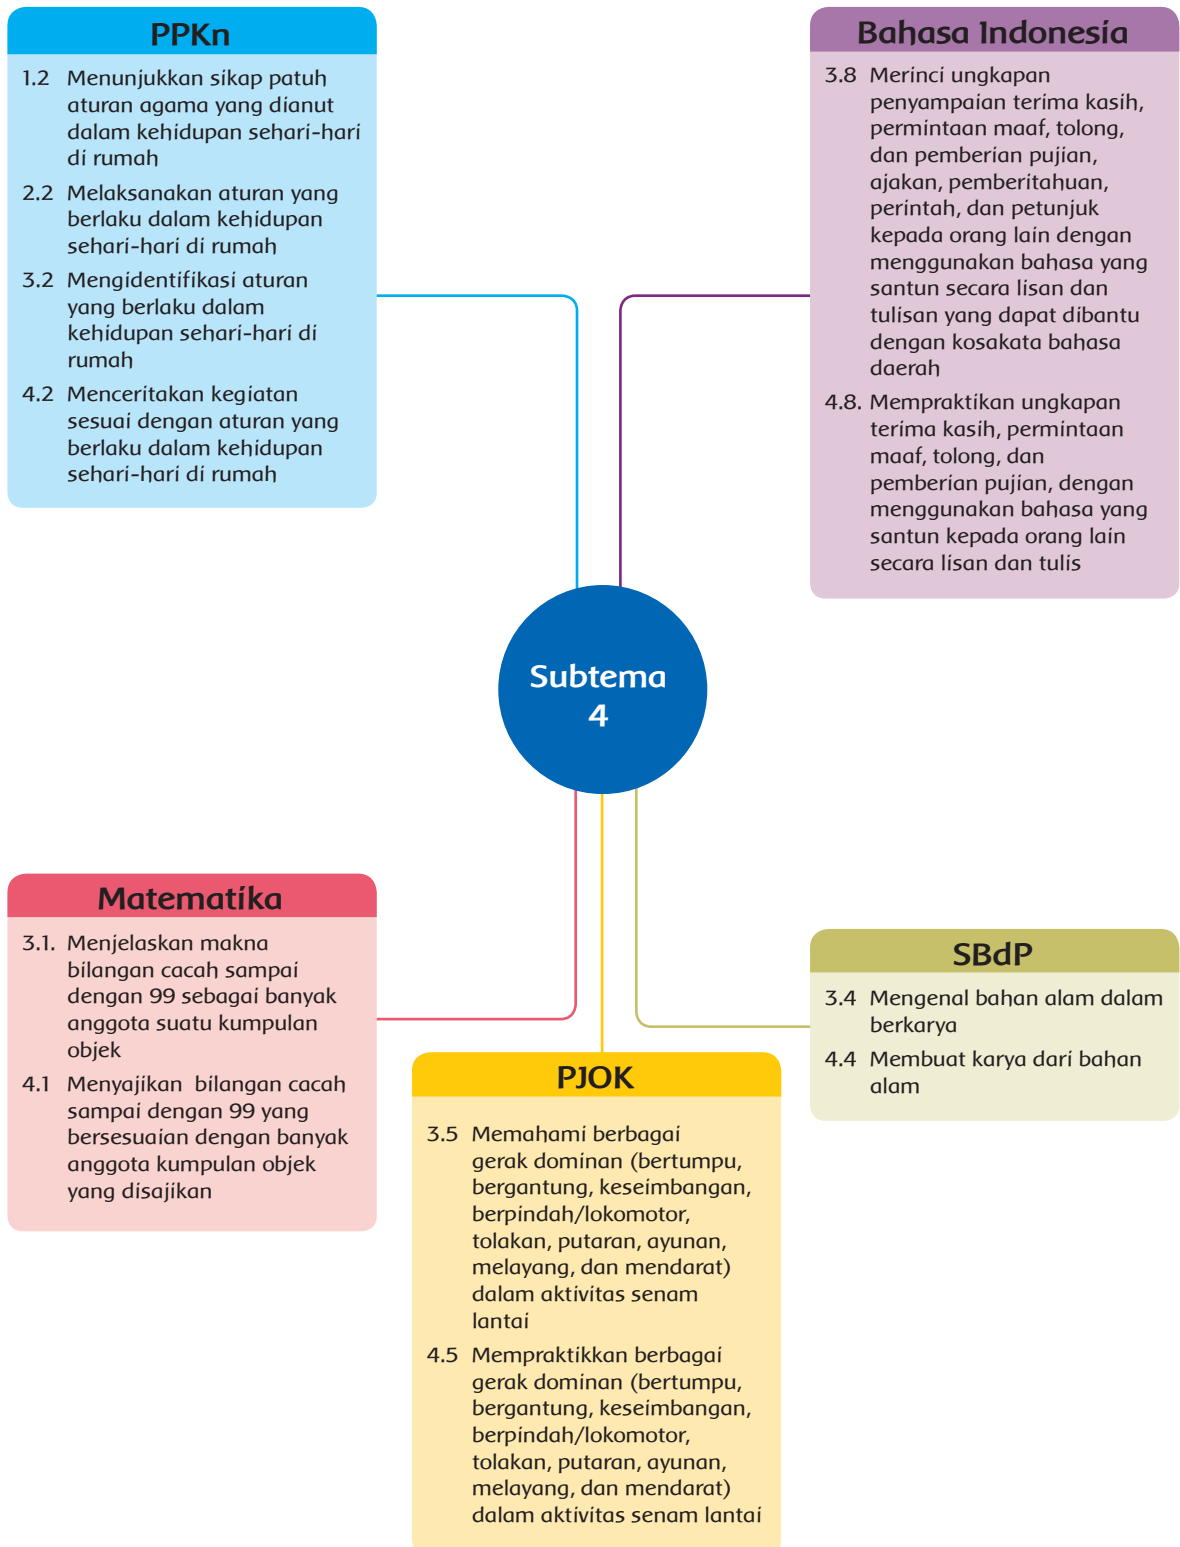 PPKn
1.2 Menunjukkan sikap patuh
aturan agama yang dianut
dalam kehidupan sehari-hari
di rumah
2.2 Melaksanakan aturan yang
berlaku dalam kehidupan
sehari-hari di rumah
3.2 Mengidentifikasi aturan
yang berlaku dalam
kehidupan sehari-hari di
rumah
4.2 Menceritakan kegiatan
sesuai dengan aturan yang
berlaku dalam kehidupan
sehari-hari di rumah
Bahasa Indonesia
3.8 Merinci ungkapan
penyampaian terima kasih,
permintaan maaf, tolong,
dan pemberian pujian,
ajakan, pemberitahuan,
perintah, dan petunjuk
kepada orang lain dengan
menggunakan bahasa yang
santun secara lisan dan
tulisan yang dapat dibantu
dengan kosakata bahasa
daerah
4.8. Mempraktikan ungkapan
terima kasih, permintaan
maaf, tolong, dan
pemberian pujian, dengan
menggunakan bahasa yang
santun kepada orang lain
secara lisan dan tulis
Subtema
4
Matematika
3.1. Menjelaskan makna
bilangan cacah sampai
dengan 99 sebagai banyak
anggota suatu kumpulan
objek
4.1 Menyajikan bilangan cacah
sampai dengan 99 yang
bersesuaian dengan banyak
anggota kumpulan objek
yang disajikan
PJOK
3.5 Memahami berbagai
gerak dominan (bertumpu,
bergantung, keseimbangan,
berpindah/lokomotor,
tolakan, putaran, ayunan,
melayang, dan mendarat)
dalam aktivitas senam
lantai
4.5 Mempraktikkan berbagai
gerak dominan (bertumpu,
bergantung, keseimbangan,
berpindah/lokomotor,
tolakan, putaran, ayunan,
melayang, dan mendarat)
dalam aktivitas senam lantai
SBdP
3.4 Mengenal bahan alam dalam
berkarya
4.4 Membuat karya dari bahan
alam